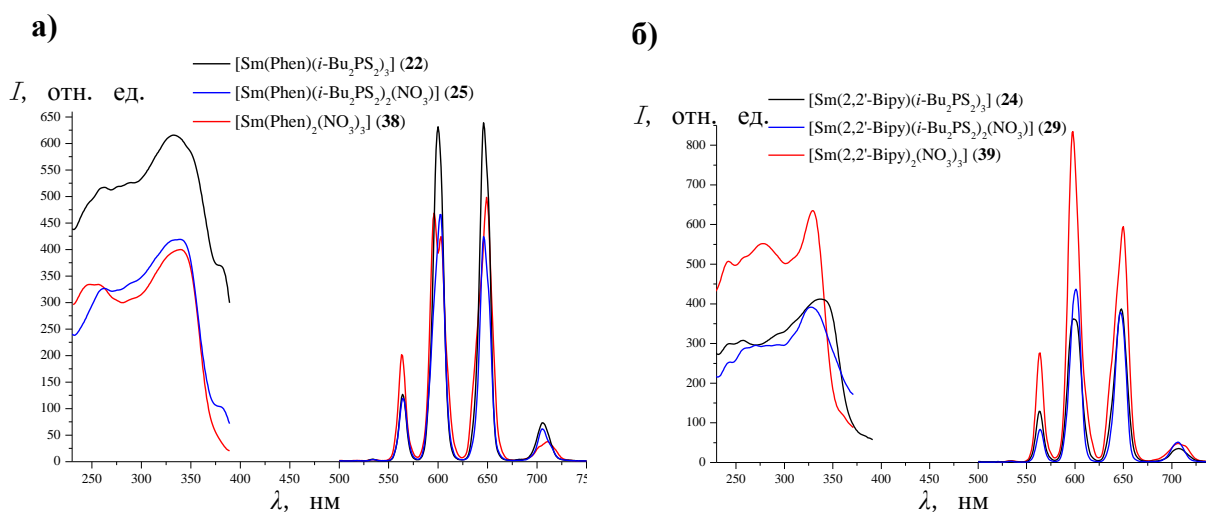 а)
[Sm(Phen)(i-Bu₂PS₂)₃] (22)
I, отн. ед.
[Sm(Phen)(i-Bu₂PS₂)₂(NO₃)] (25)
[Sm(Phen)₂(NO₃)₃] (38)
650
600
550
500
450
400
350
300
250
200
150
100
50
0
250 300 350 400 500 550 600 650 700 75
λ, нм
б)
[Sm(2,2'-Bipy)(i-Bu₂PS₂)₃] (24)
I, отн. ед.
[Sm(2,2'-Bipy)(i-Bu₂PS₂)₂(NO₃)] (29)
[Sm(2,2'-Bipy)₂(NO₃)₃] (39)
800
700
600
500
400
300
200
100
0
250 300 350 400 500 550 600 650 700
λ, нм